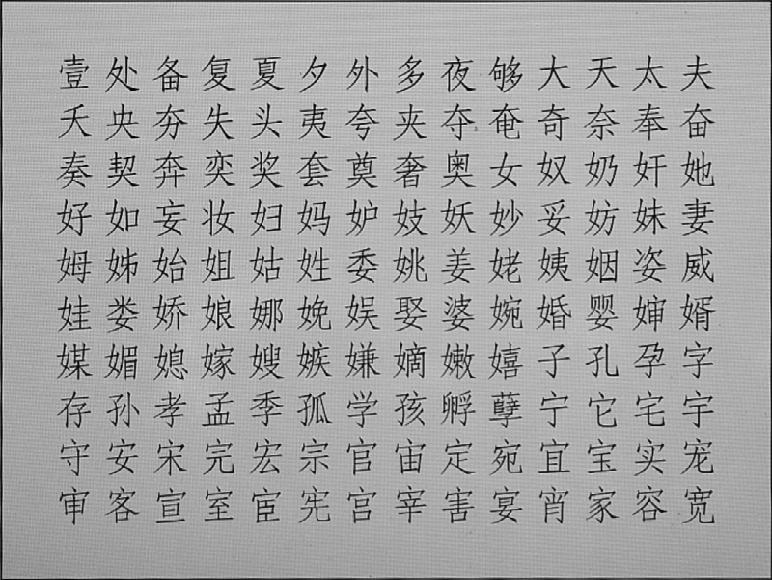 壹处备复夏夕外多夜够大天太夫
夭央夯失头夷夸夹夺奄奇奈奉奋
奏契奔奕奖套奠奢奥女奴奶奸她
好如妄妆妇妈妒妓妖妙妥妨妹妻
姆姊始姐姑姓委姚姜姥姨姻姿威
娃娄娇娘娜娩娱娶婆婉婚婴婶婿
媒媚媳嫁嫂嫉嫌嫡嫩嬉子孔孕字
存孙孝孟季孤学孩孵孽宁它宅宇
守安宋完宏宗官宙定宛宜宝实宠
审客宣室宦宪宫宰害宴宵家容宽